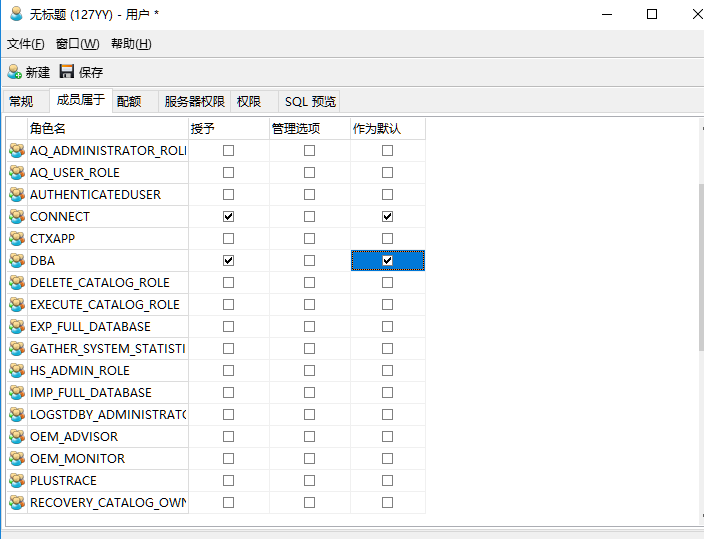 无标题 (127YY) - 用户 *
文件(F) 窗口(W) 帮助(H)
新建 保存
常规 成员属于 配额 服务器权限 权限 SQL 预览
角色名 授予 管理选项 作为默认
AQ_ADMINISTRATOR_ROLE
AQ_USER_ROLE
AUTHENTICATEDUSER
CONNECT
CTXAPP
DBA
DELETE_CATALOG_ROLE
EXECUTE_CATALOG_ROLE
EXP_FULL_DATABASE
GATHER_SYSTEM_STATISTI
HS_ADMIN_ROLE
IMP_FULL_DATABASE
LOGSTDBY_ADMINISTRATO
OEM_ADVISOR
OEM_MONITOR
PLUSTRACE
RECOVERY_CATALOG_OWN